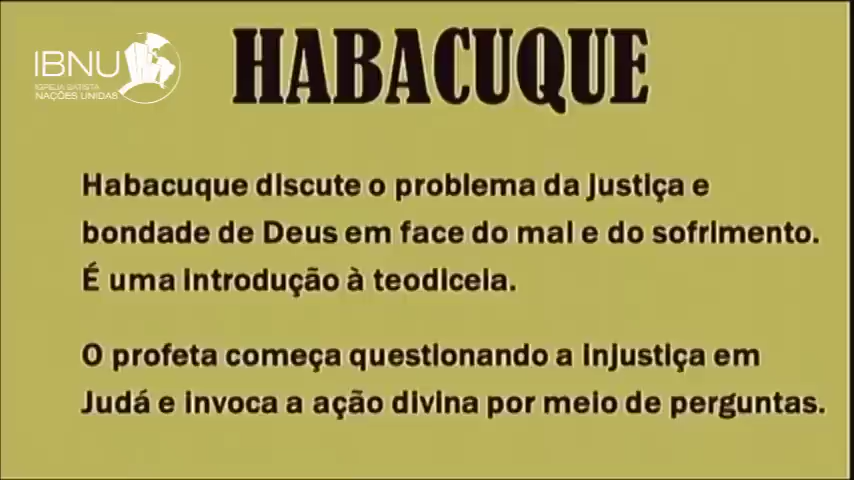 HABACUQUE
IBNU
IGREJA BATISTA
NAÇÕES UNIDAS
Habacuque discute o problema da justiça e
bondade de Deus em face do mal e do sofrimento.
É uma introdução à teodiceia.
O profeta começa questionando a injustiça em
Judá e invoca a ação divina por meio de perguntas.